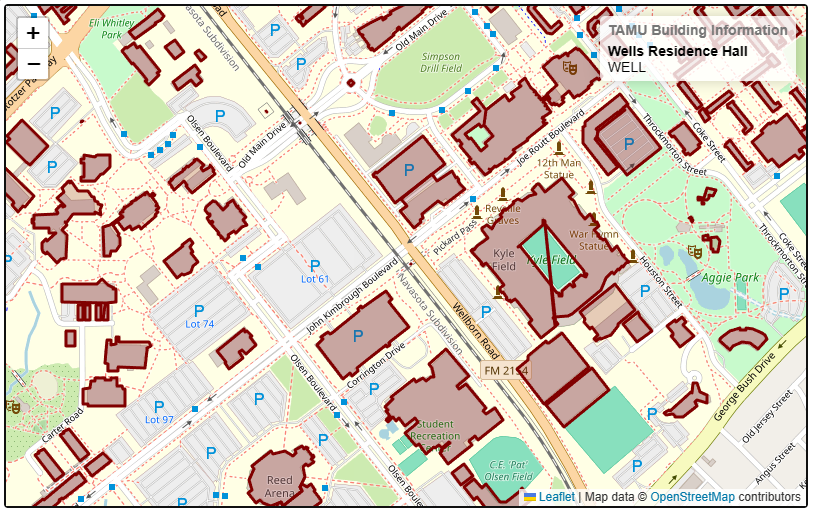 +
−
TAMU Building Information
Wells Residence Hall
WELL
Eli Whitley
Park
Navasota Subdivision
Old Main Drive
Simpson
Drill Field
P
P
P
P
Olsen Boulevard
Old Main Drive
P
Joe Routt Boulevard
12th Man
Statue
P
Throckmorton Street
Coke Street
Reveille
Graves
Pickard Pass
War Hymn
Statue
Kyle
Field
Kyle Field
Houston Street
Aggie Park
Coke Street
Throckmorton Street
P
P
Lot 61
John Kimbrough Boulevard
Navasota Subdivision
P
Lot 74
P
P
P
P
Wellborn Road
FM 2154
Corrington Drive
Olsen Boulevard
George Bush Drive
P
P
Lot 97
P
P
Carter Road
Student
Recreation
Center
P
P
Old Jersey Street
Angus Street
Reed
Arena
C.E. 'Pat'
Olsen Field
Olsen Boulevard
P
Leaflet | Map data © OpenStreetMap contributors